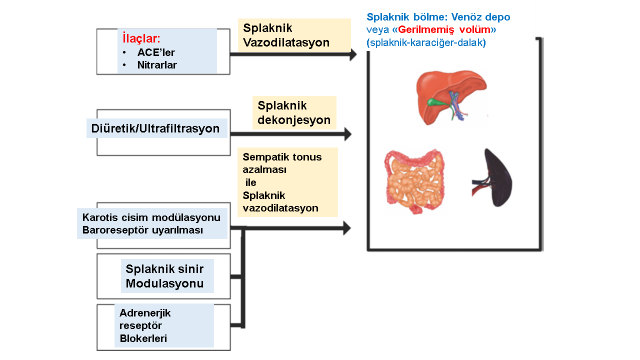 İlaçlar:
• ACE'ler
• Nitrarlar
Splaknik
Vazodilatasyon
Splaknik bölme: Venöz depo
veya «Gerilmemiş volüm»
(splaknik-karaciğer-dalak)
Diüretik/Ultrafiltrasyon
Splaknik
dekonjesyon
Sempatik tonus
azalması
ile
Splaknik
vazodilatasyon
Karotis cisim modülasyonu
Baroreseptör uyarılması
Splaknik sinir
Modulasyonu
Adrenerjik
reseptör
Blokerleri